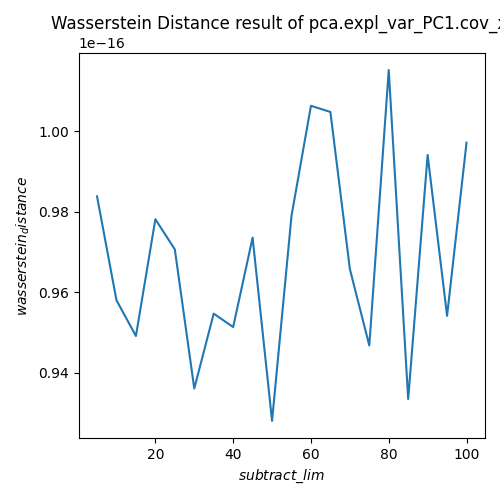 Wasserstein Distance result of pca.expl_var_PC1.cov_x
1e−16
1.00
0.98
0.96
0.94
wasserstein_distance
20 40 60 80 100
subtract_lim